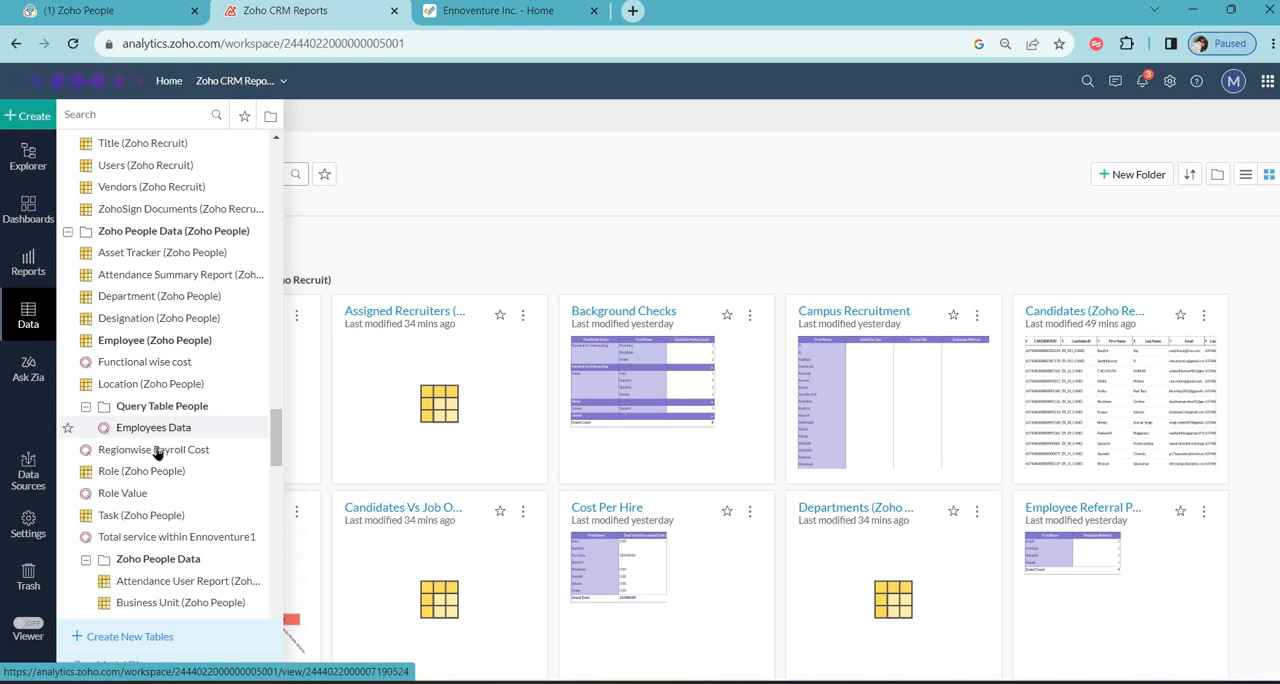 (1) Zoho People
Zoho CRM Reports
Ennoventure Inc. - Home
analytics.zoho.com/workspace/2444022000000005001
Paused
Home
Zoho CRM Repo...
3
M
Create
Search
Explorer
Dashboards
Reports
Data
Ask Zia
Data
Sources
Settings
Trash
OFF
Viewer
Title (Zoho Recruit)
Users (Zoho Recruit)
Vendors (Zoho Recruit)
ZohoSign Documents (Zoho Recru...
Zoho People Data (Zoho People)
Asset Tracker (Zoho People)
Attendance Summary Report (Zoh...
Department (Zoho People)
Designation (Zoho People)
Employee (Zoho People)
Functional wise cost
Location (Zoho People)
Query Table People
Employees Data
Regionwise Payroll Cost
Role (Zoho People)
Role Value
Task (Zoho People)
Total service within Ennoventure1
Zoho People Data
Attendance User Report (Zoh...
Business Unit (Zoho People)
Create New Tables
https://analytics.zoho.com/workspace/2444022000000005001/view/2444022000007190524
New Folder
ho Recruit)
Assigned Recruiters (...
Last modified 34 mins ago
Background Checks
Last modified yesterday
Campus Recruitment
Last modified yesterday
Candidates (Zoho Re...
Last modified 49 mins ago
Candidates Vs Job O...
Last modified 34 mins ago
Cost Per Hire
Last modified yesterday
Departments (Zoho ...
Last modified 34 mins ago
Employee Referral P...
Last modified yesterday